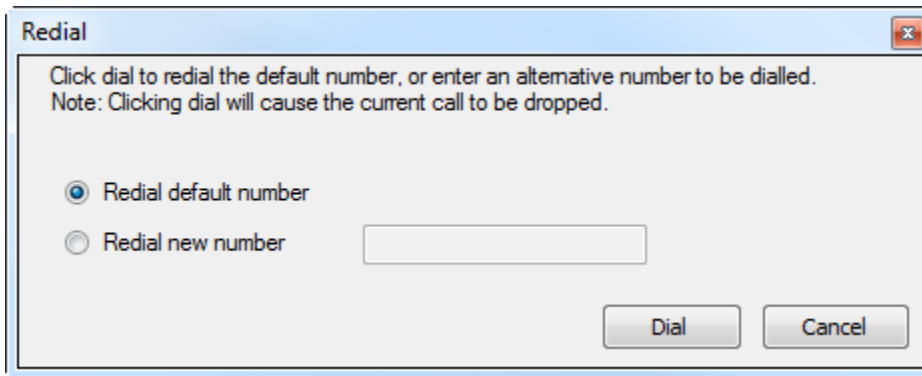 Redial
Click dial to redial the default number, or enter an alternative number to be dialled.
Note: Clicking dial will cause the current call to be dropped.
Redial default number
Redial new number
Dial Cancel